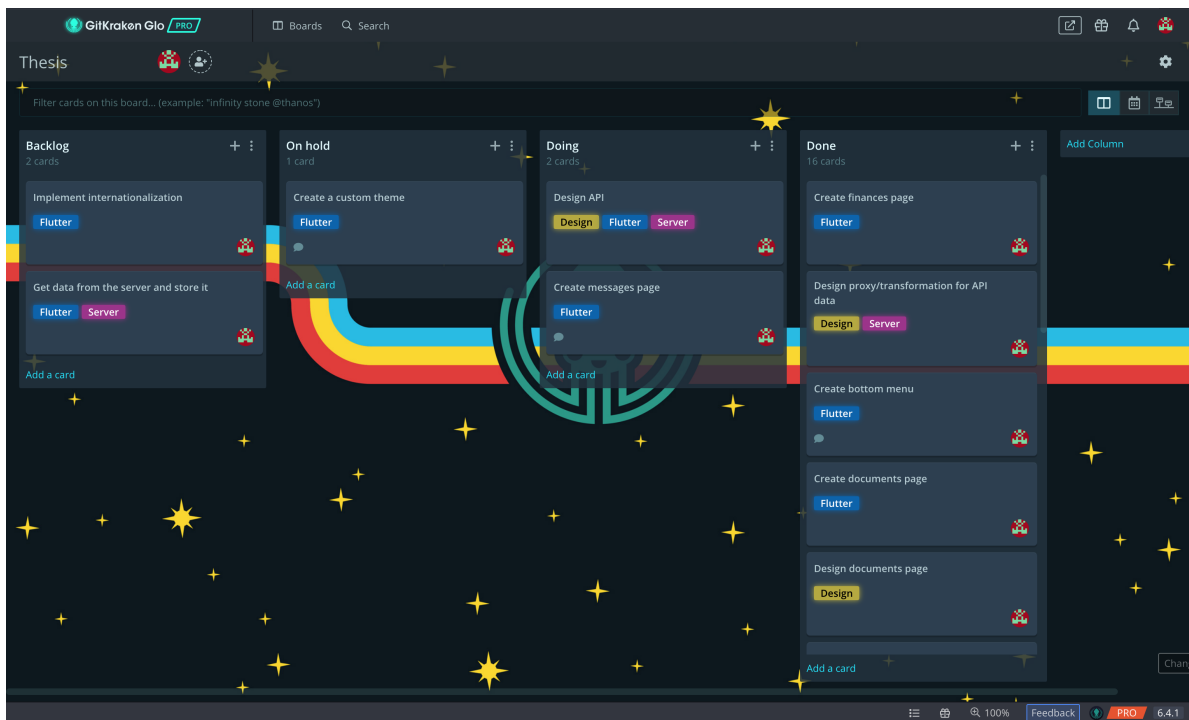 GitKraken Glo PRO
Boards
Search
Thesis
Filter cards on this board... (example: "infinity stone @thanos")
Backlog
2 cards
Implement internationalization
Flutter
Get data from the server and store it
Flutter Server
Add a card
On hold
1 card
Create a custom theme
Flutter
Add a card
Doing
2 cards
Design API
Design Flutter Server
Create messages page
Flutter
Add a card
Done
16 cards
Create finances page
Flutter
Design proxy/transformation for API
data
Design Server
Create bottom menu
Flutter
Create documents page
Flutter
Design documents page
Design
Add a card
Add Column
Chan
100%
Feedback
PRO
6.4.1